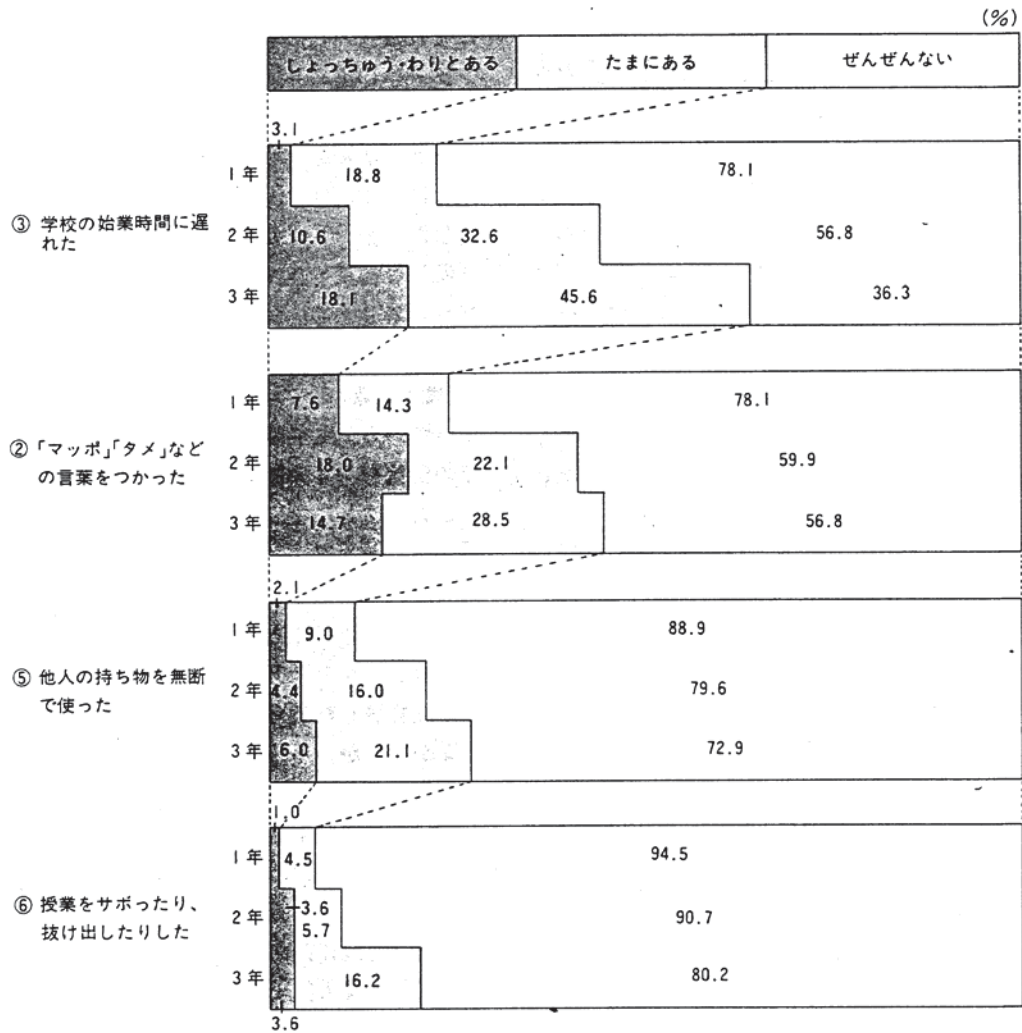 (%)
しょっちゅう・わりとある たまにある ぜんぜんない
3.1
1年 18.8 78.1
③ 学校の始業時間に遅
れた
2年 10.6 32.6 56.8
3年 18.1 45.6 36.3
1年 7.6 14.3 78.1
② 「マッポ」「タメ」など
の言葉をつかった
2年 18.0 22.1 59.9
3年 14.7 28.5 56.8
2.1
1年 9.0 88.9
⑤ 他人の持ち物を無断
で使った
2年 4.4 16.0 79.6
3年 6.0 21.1 72.9
1.0
1年 4.5 94.5
⑥ 授業をサボったり、
抜け出したりした
2年 3.6 5.7 90.7
3年 16.2 80.2
3.6